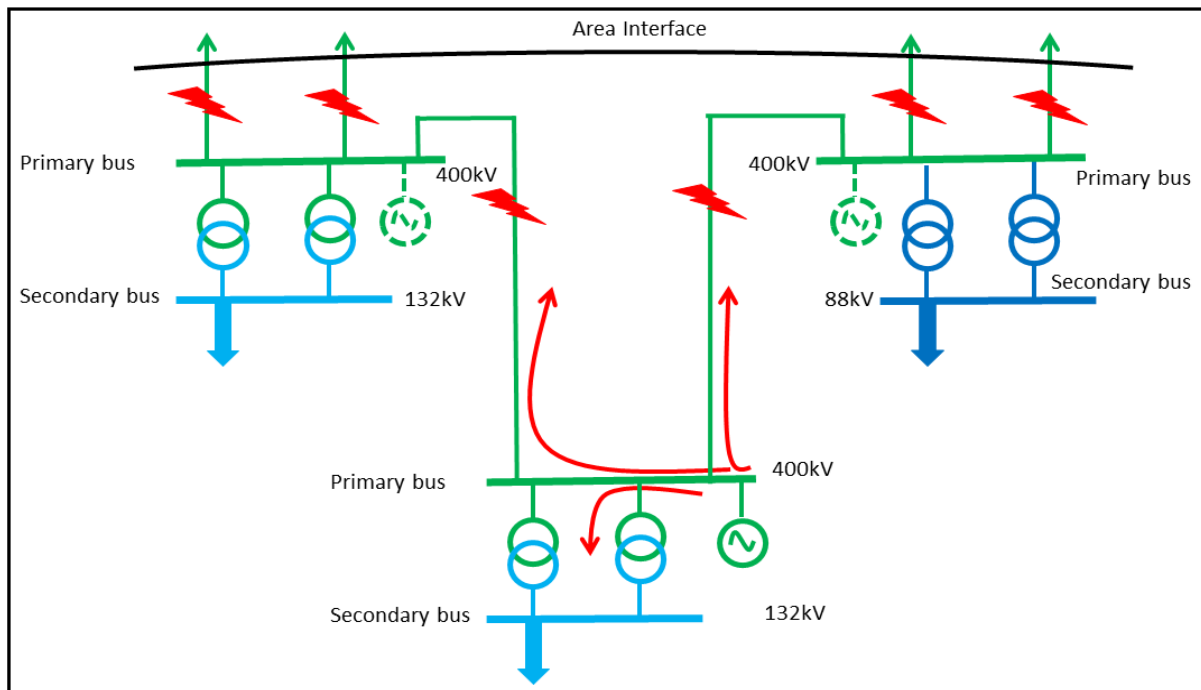 Area Interface
Primary bus
400kV
400kV
Primary bus
Secondary bus
132kV
88kV
Secondary bus
Primary bus
400kV
Secondary bus
132kV